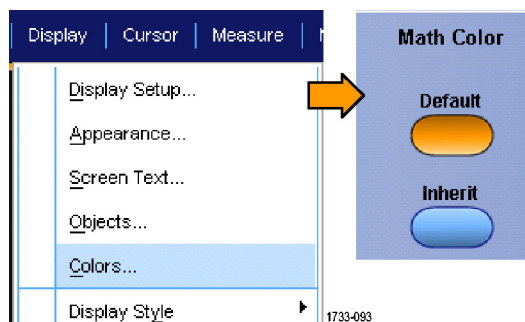 Display | Cursor | Measure |
Display Setup...
Appearance...
Screen Text...
Objects...
Colors...
Display Style
Math Color
Default
Inherit
1733-093